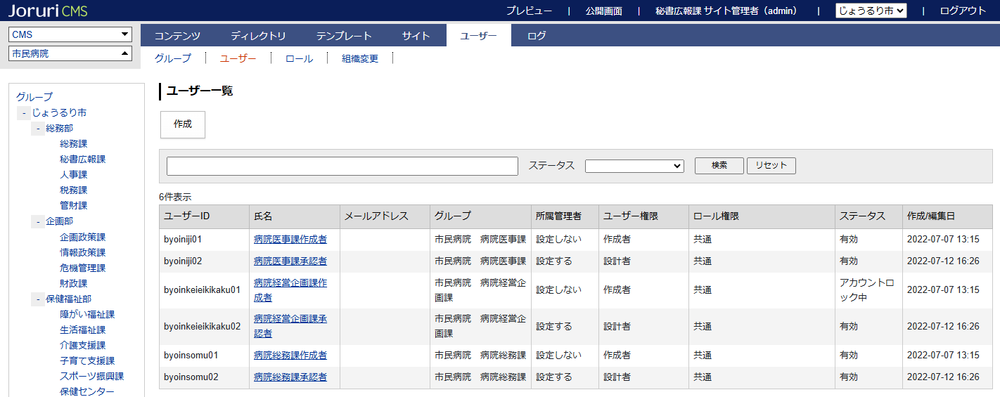 Joruri CMS
プレビュー | 公開画面 | 秘書広報課 サイト管理者（admin） | じょうるり市 | ログアウト
CMS
市民病院
コンテンツ ディレクトリ テンプレート サイト ユーザー ログ
グループ ユーザー ロール 組織変更
グループ
- じょうるり市
- 総務部
総務課
秘書広報課
人事課
税務課
管財課
- 企画部
企画政策課
情報政策課
危機管理課
財政課
- 保健福祉部
障がい福祉課
生活福祉課
介護支援課
子育て支援課
スポーツ振興課
保健センター
ユーザー一覧
作成
ステータス 検索 リセット
6件表示
ユーザーID 氏名 メールアドレス グループ 所属管理者 ユーザー権限 ロール権限 ステータス 作成/編集日
byoiniji01 病院医事課作成者 市民病院　病院医事課 設定しない 作成者 共通 有効 2022-07-07 13:15
byoiniji02 病院医事課承認者 市民病院　病院医事課 設定する 設計者 共通 有効 2022-07-12 16:26
byoinkeieikikaku01 病院経営企画課作成者 市民病院　病院経営企画課 設定しない 作成者 共通 アカウントロック中 2022-07-07 13:15
byoinkeieikikaku02 病院経営企画課承認者 市民病院　病院経営企画課 設定する 設計者 共通 有効 2022-07-12 16:26
byoinsomu01 病院総務課作成者 市民病院　病院総務課 設定しない 作成者 共通 有効 2022-07-07 13:15
byoinsomu02 病院総務課承認者 市民病院　病院総務課 設定する 設計者 共通 有効 2022-07-12 16:26